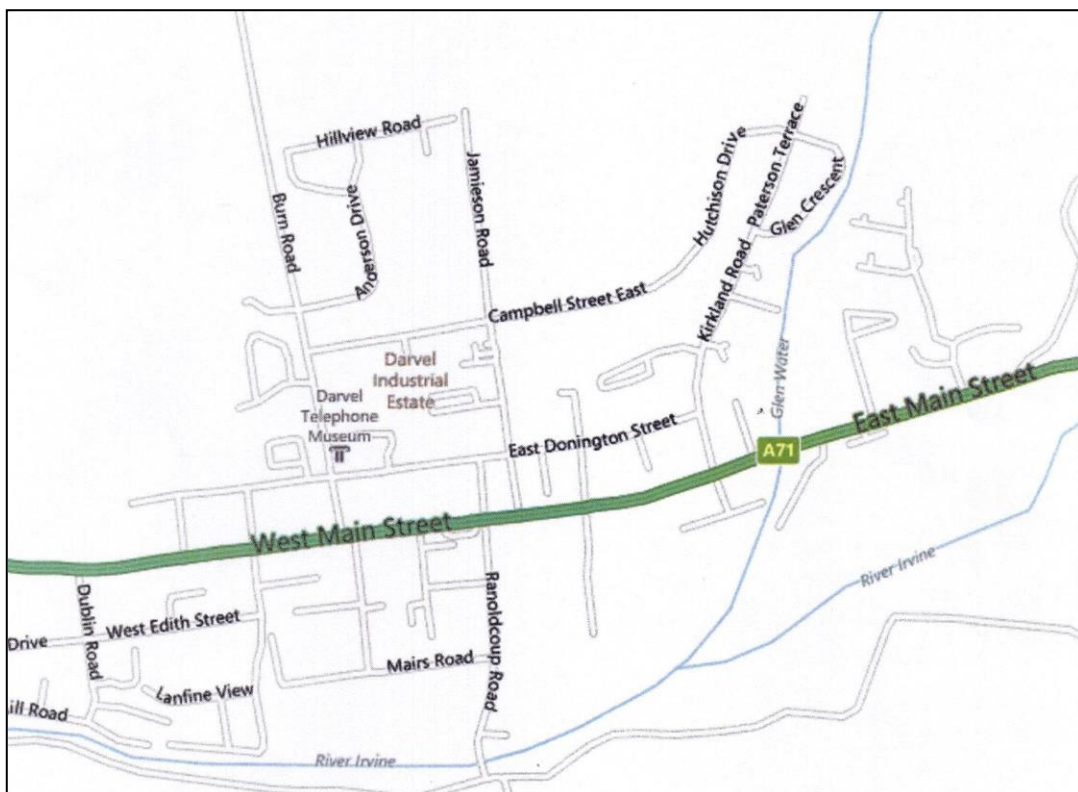 Hillview Road
Jamieson Road
Hutchison Drive
Paterson Terrace
Glen Crescent
Burn Road
Anderson Drive
Kirkland Road
Campbell Street East
Darvel
Industrial
Estate
Darvel
Telephone
Museum
Glen Water
East Main Street
East Donington Street
A71
West Main Street
River Irvine
Dublin Road
West Edith Street
Ranoldcoup Road
Drive
Mairs Road
Lanfine View
ill Road
River Irvine